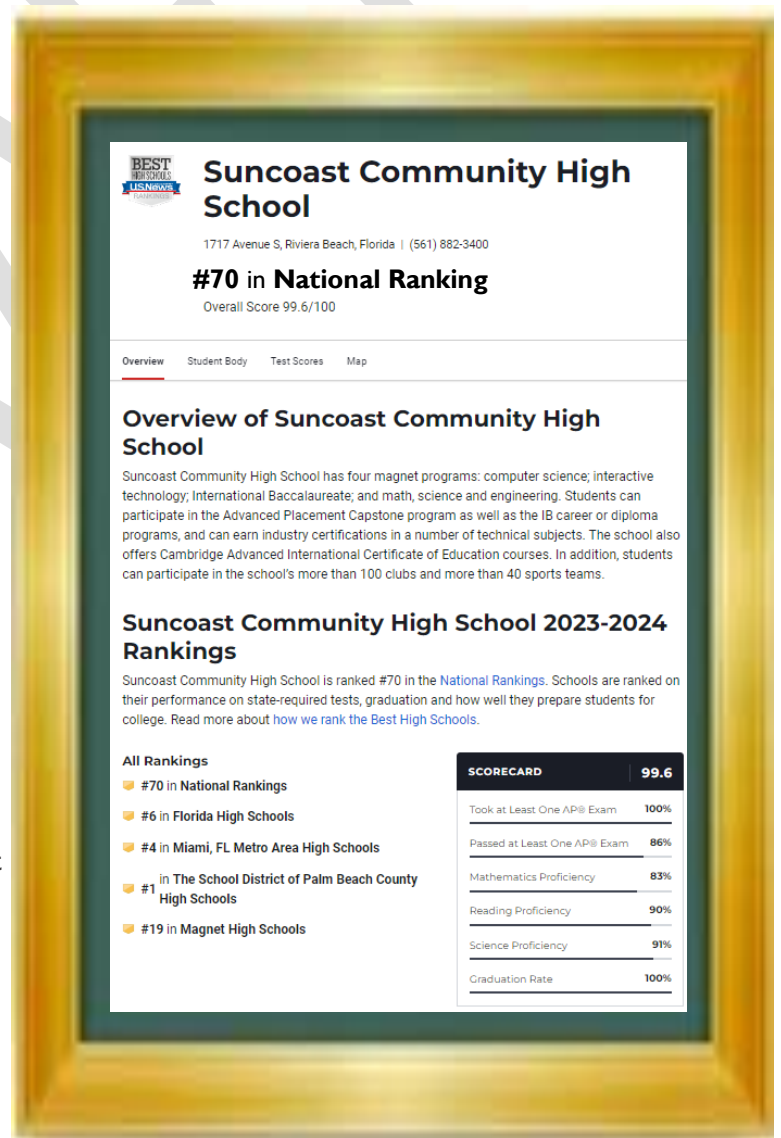 BEST
HIGH SCHOOLS
U.S.News
RANKINGS
Suncoast Community High
School
1717 Avenue S, Riviera Beach, Florida | (561) 882-3400
#70 in National Ranking
Overall Score 99.6/100
Overview Student Body Test Scores Map
Overview of Suncoast Community High
School
Suncoast Community High School has four magnet programs: computer science; interactive
technology; International Baccalaureate; and math, science and engineering. Students can
participate in the Advanced Placement Capstone program as well as the IB career or diploma
programs, and can earn industry certifications in a number of technical subjects. The school also
offers Cambridge Advanced International Certificate of Education courses. In addition, students
can participate in the school's more than 100 clubs and more than 40 sports teams.
Suncoast Community High School 2023-2024
Rankings
Suncoast Community High School is ranked #70 in the National Rankings. Schools are ranked on
their performance on state-required tests, graduation and how well they prepare students for
college. Read more about how we rank the Best High Schools.
All Rankings
#70 in National Rankings
#6 in Florida High Schools
#4 in Miami, FL Metro Area High Schools
#1 in The School District of Palm Beach County
High Schools
#19 in Magnet High Schools
SCORECARD 99.6
Took at Least One AP® Exam 100%
Passed at Least One AP® Exam 86%
Mathematics Proficiency 83%
Reading Proficiency 90%
Science Proficiency 91%
Graduation Rate 100%